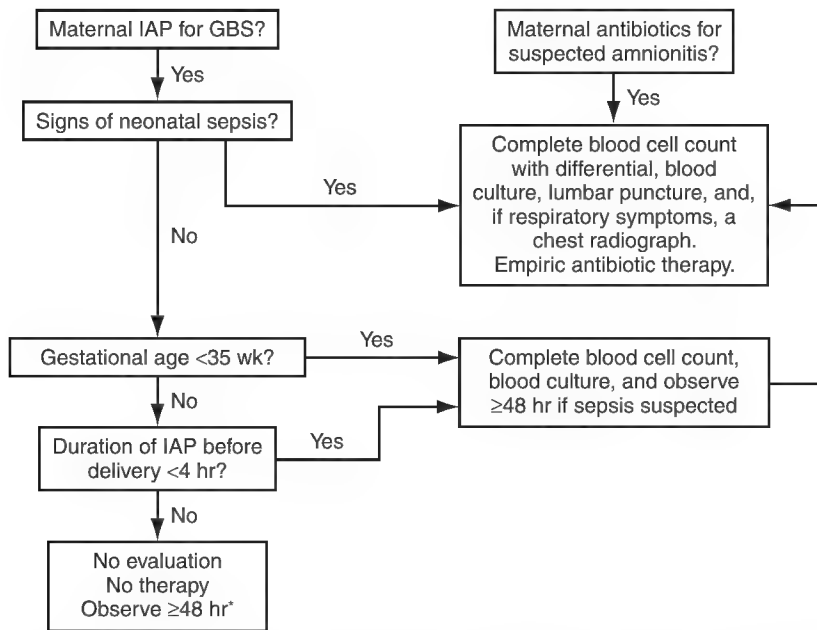 Maternal IAP for GBS?
Yes
Signs of neonatal sepsis?
Yes
No
Maternal antibiotics for
suspected amnionitis?
Yes
Complete blood cell count
with differential, blood
culture, lumbar puncture, and,
if respiratory symptoms, a
chest radiograph.
Empiric antibiotic therapy.
Gestational age <35 wk?
Yes
No
Complete blood cell count,
blood culture, and observe
≥48 hr if sepsis suspected
Duration of IAP before
delivery <4 hr?
Yes
No
No evaluation
No therapy
Observe ≥48 hr*